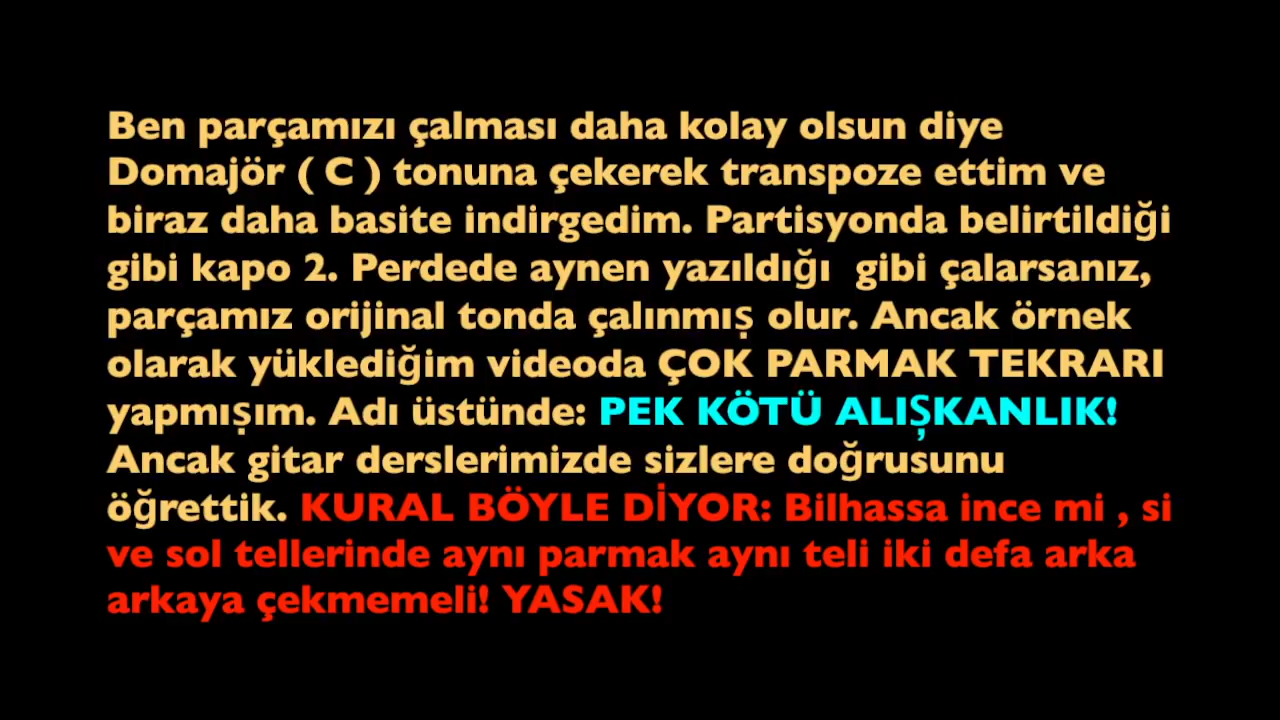 Ben parçamızı çalması daha kolay olsun diye
Domajör ( C ) tonuna çekerek transpoze ettim ve
biraz daha basite indirgedim. Partisyonda belirtildiği
gibi kapo 2. Perdede aynen yazıldığı  gibi çalarsanız,
parçamız orijinal tonda çalınmış olur. Ancak örnek
olarak yüklediğim videoda ÇOK PARMAK TEKRARI
yapmışım. Adı üstünde: PEK KÖTÜ ALIŞKANLIK!
Ancak gitar derslerimizde sizlere doğrusunu
öğrettik. KURAL BÖYLE DİYOR: Bilhassa ince mi , si
ve sol tellerinde aynı parmak aynı teli iki defa arka
arkaya çekmemeli! YASAK!